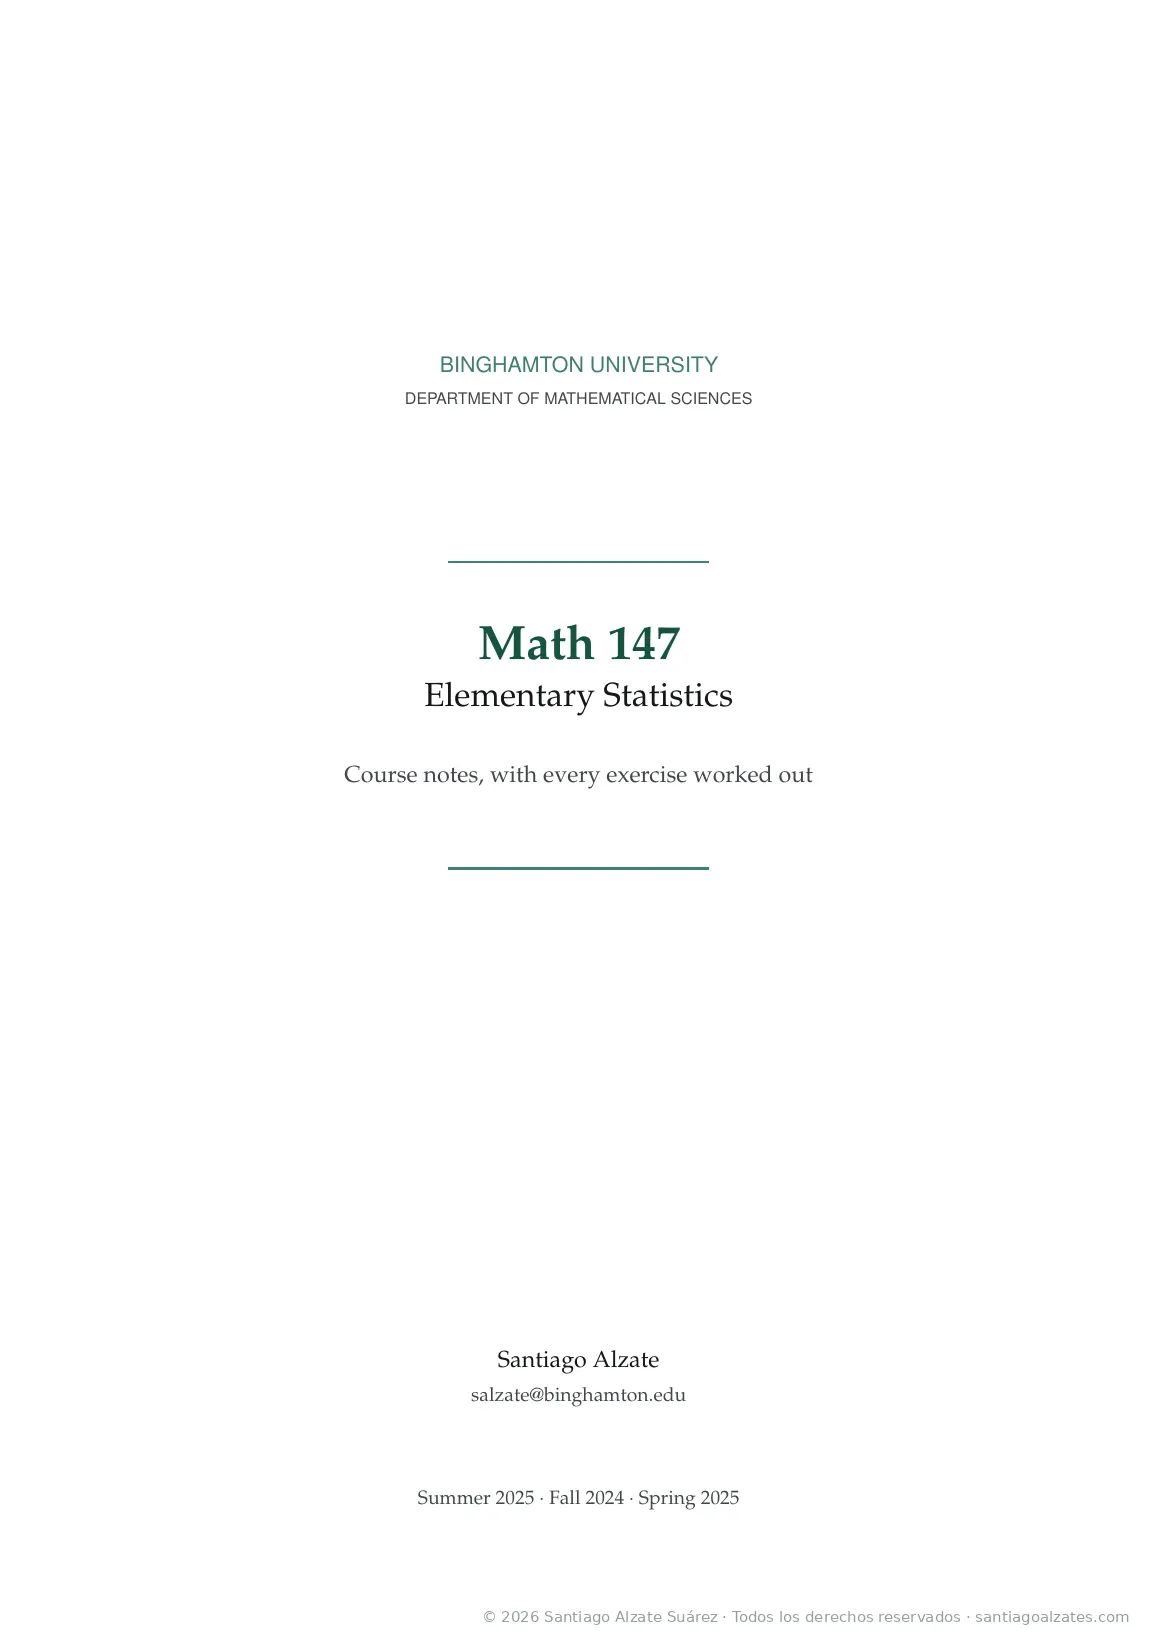 BINGHAMTON UNIVERSITY
DEPARTMENT OF MATHEMATICAL SCIENCES
Math 147
Elementary Statistics
Course notes, with every exercise worked out
Santiago Alzate
salzate@binghamton.edu
Summer 2025 · Fall 2024 · Spring 2025
© 2026 Santiago Alzate Suárez · Todos los derechos reservados · santiagoalzates.com